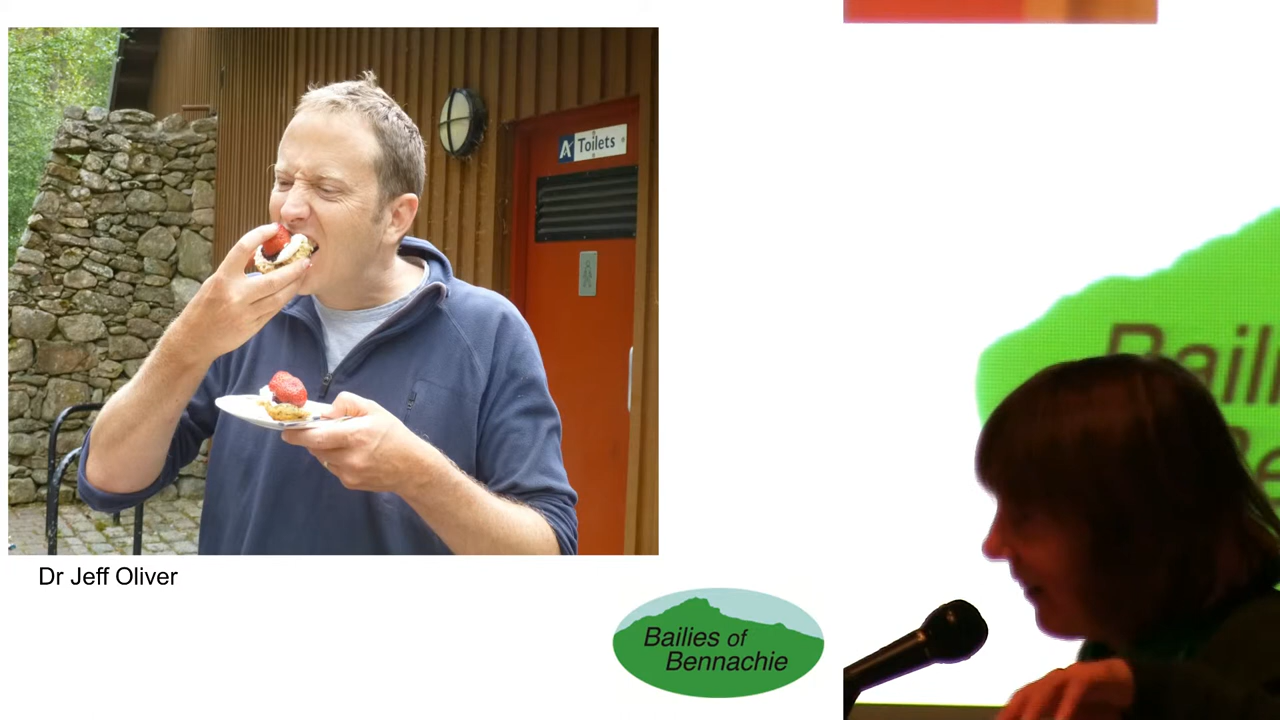 Toilets
Dr Jeff Oliver
Bailies of
Bennachie